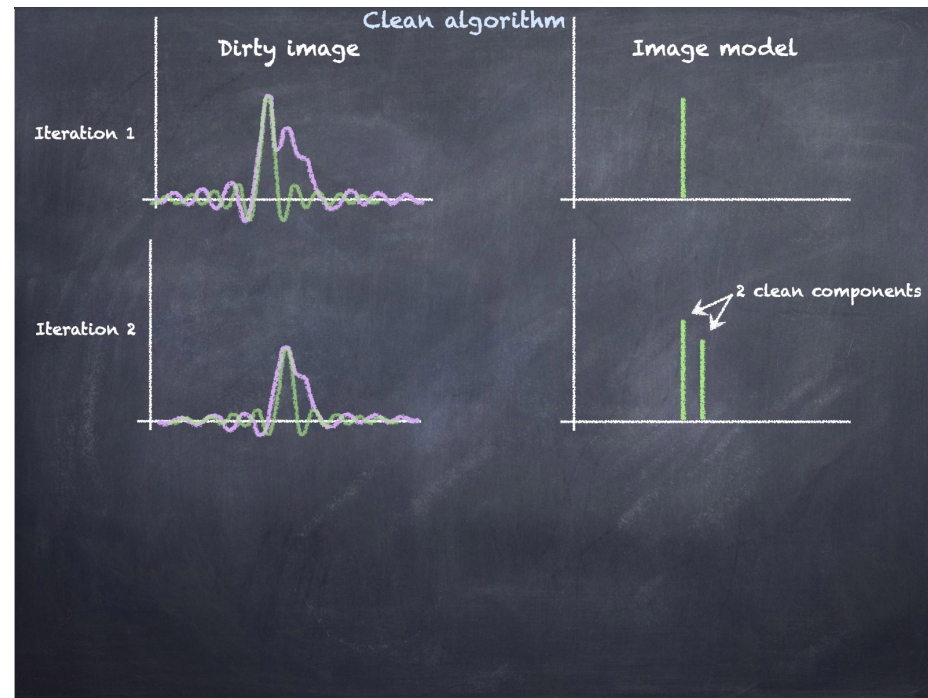 Clean algorithm
Dirty image
Image model
Iteration 1
Iteration 2
2 clean components